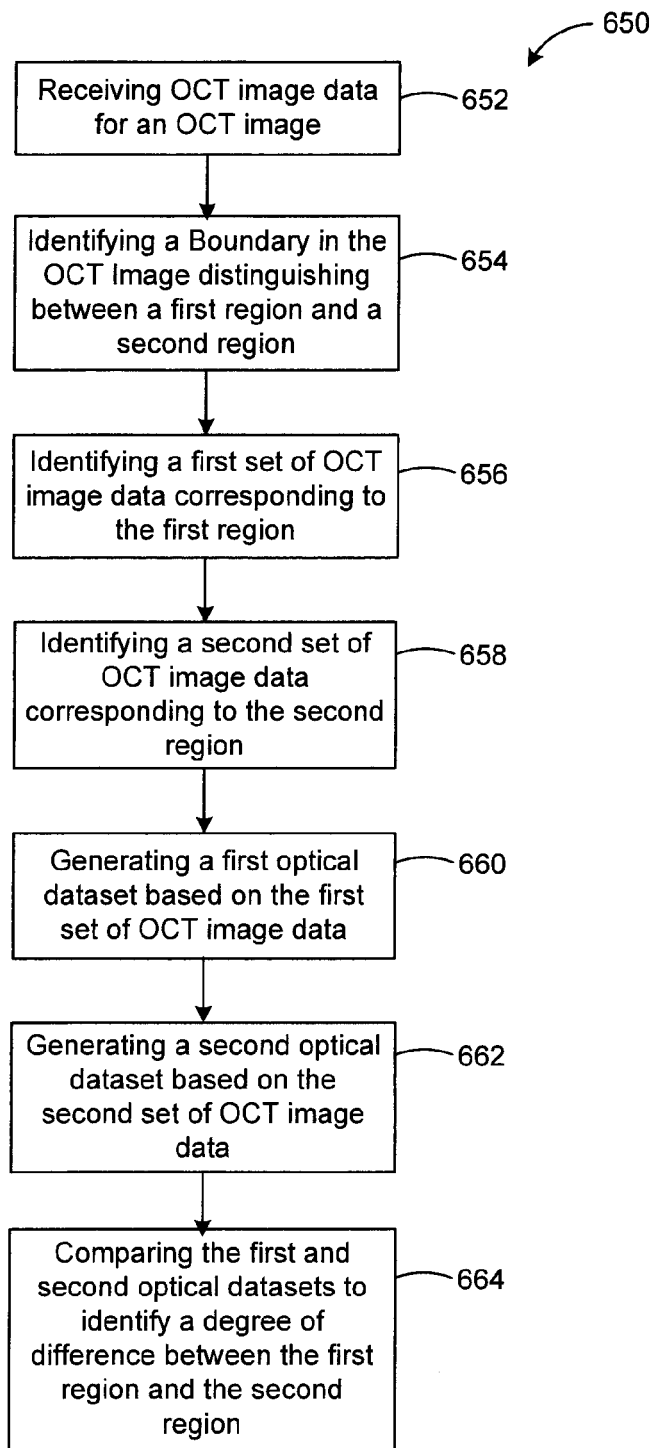 650
Receiving OCT image data
for an OCT image
652
Identifying a Boundary in the
OCT Image distinguishing
between a first region and a
second region
654
Identifying a first set of OCT
image data corresponding to
the first region
656
Identifying a second set of
OCT image data
corresponding to the second
region
658
Generating a first optical
dataset based on the first
set of OCT image data
660
Generating a second optical
dataset based on the
second set of OCT image
data
662
Comparing the first and
second optical datasets to
identify a degree of
difference between the first
region and the second
region
664